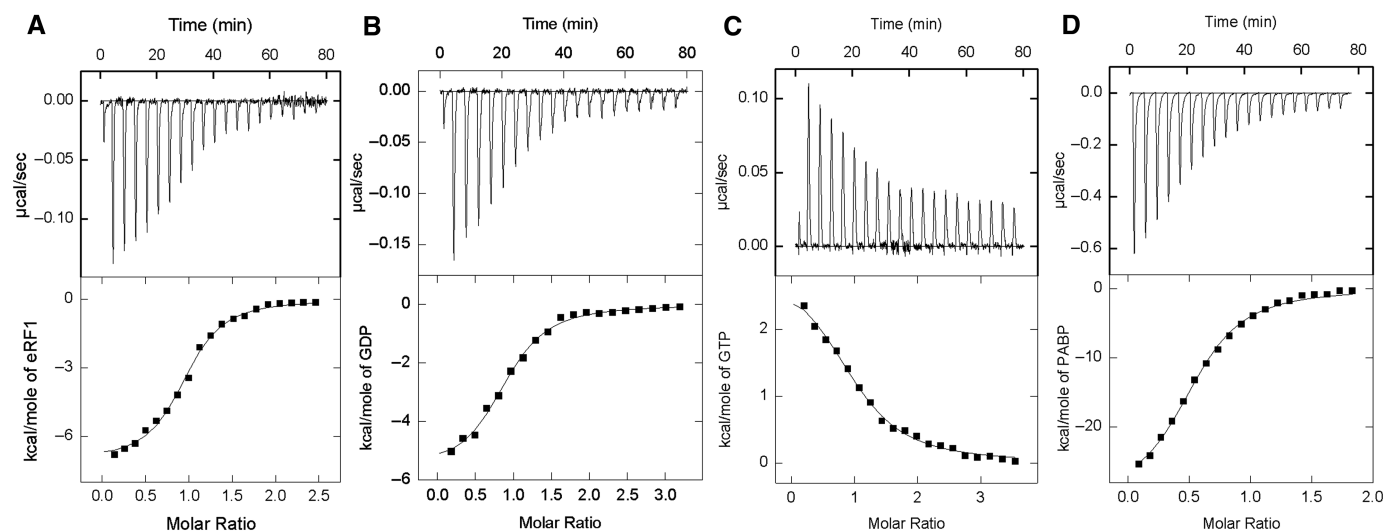 A
Time (min)
0 20 40 60 80
0.00
−0.05
−0.10
µcal/sec
0
−3
−6
kcal/mole of eRF1
0.0 0.5 1.0 1.5 2.0 2.5
Molar Ratio
B
Time (min)
0 20 40 60 80
0.00
−0.05
−0.10
−0.15
µcal/sec
0
−2
−4
−6
kcal/mole of GDP
0.0 0.5 1.0 1.5 2.0 2.5 3.0
Molar Ratio
C
Time (min)
0 20 40 60 80
0.10
0.05
0.00
µcal/sec
2
1
0
kcal/mole of GTP
0 1 2 3
Molar Ratio
D
Time (min)
0 20 40 60 80
0.0
−0.2
−0.4
−0.6
µcal/sec
0
−10
−20
kcal/mole of PABP
0.0 0.5 1.0 1.5 2.0
Molar Ratio